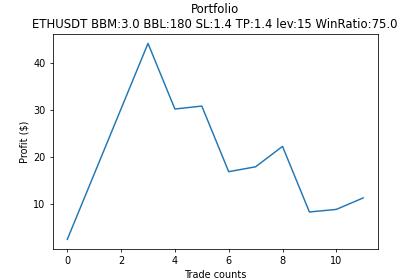 Portfolio
ETHUSDT BBM:3.0 BBL:180 SL:1.4 TP:1.4 lev:15 WinRatio:75.0
Profit ($)
40
30
20
10
0 2 4 6 8 10
Trade counts